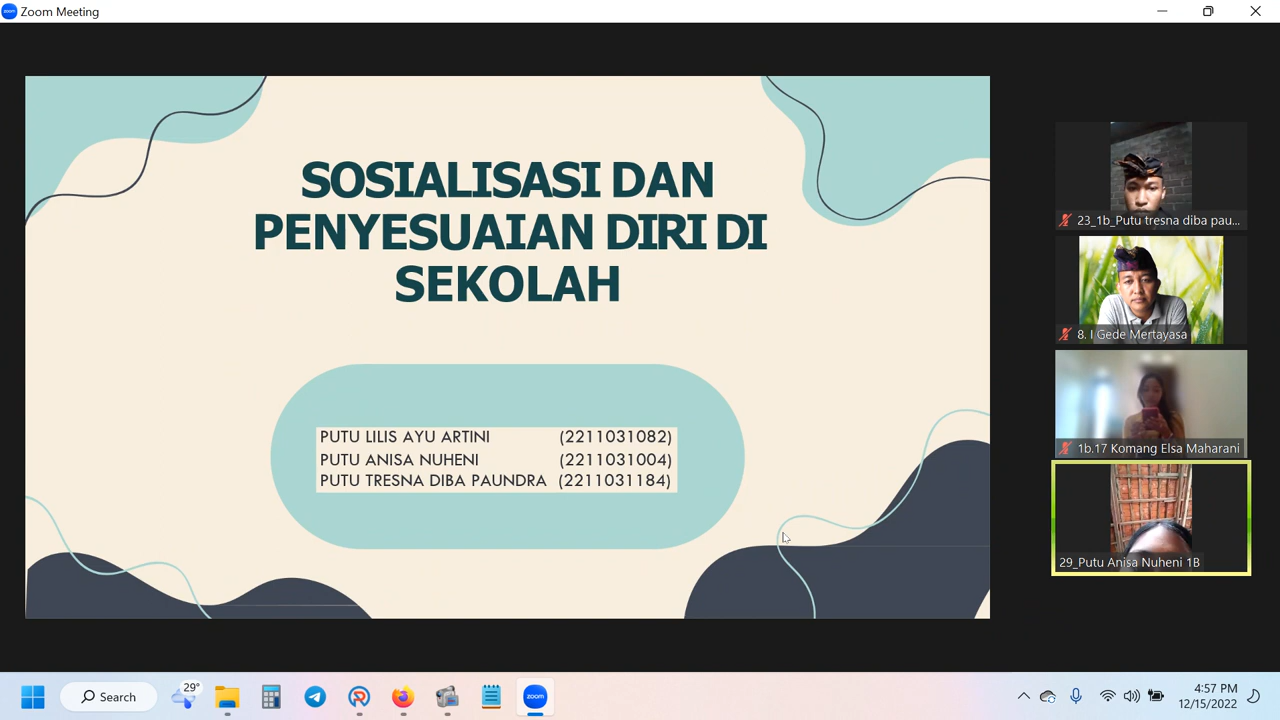 Zoom Meeting
SOSIALISASI DAN
PENYESUAIAN DIRI DI
SEKOLAH
PUTU LILIS AYU ARTINI (2211031082)
PUTU ANISA NUHENI (2211031004)
PUTU TRESNA DIBA PAUNDRA (2211031184)
23_1b_Putu tresna diba pau...
8. I Gede Mertayasa
1b.17 Komang Elsa Maharani
29_Putu Anisa Nuheni 1B
29°
Search
zoom
4:57 PM
12/15/2022